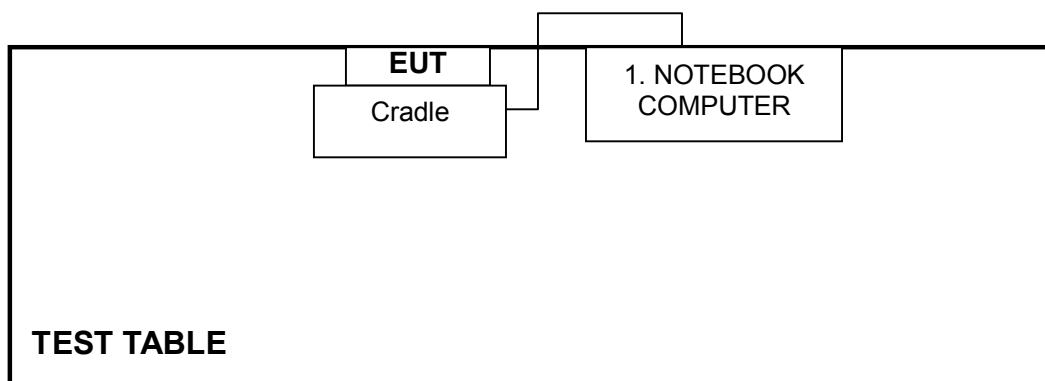 EUT
Cradle
1. NOTEBOOK
COMPUTER
TEST TABLE